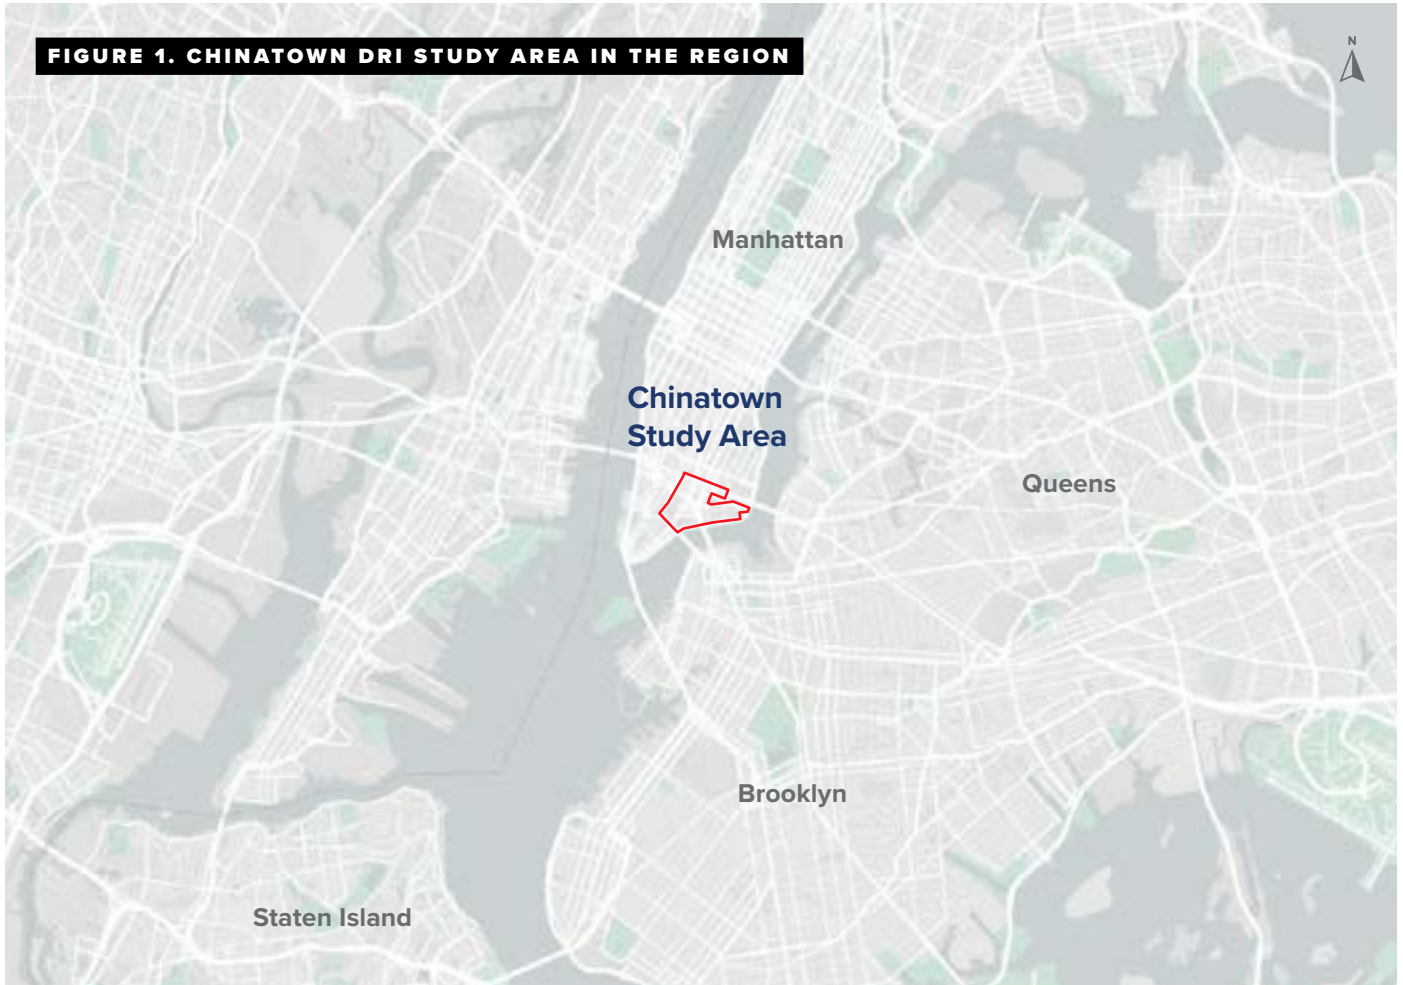 FIGURE 1. CHINATOWN DRI STUDY AREA IN THE REGION
N
Manhattan
Chinatown
Study Area
Queens
Brooklyn
Staten Island